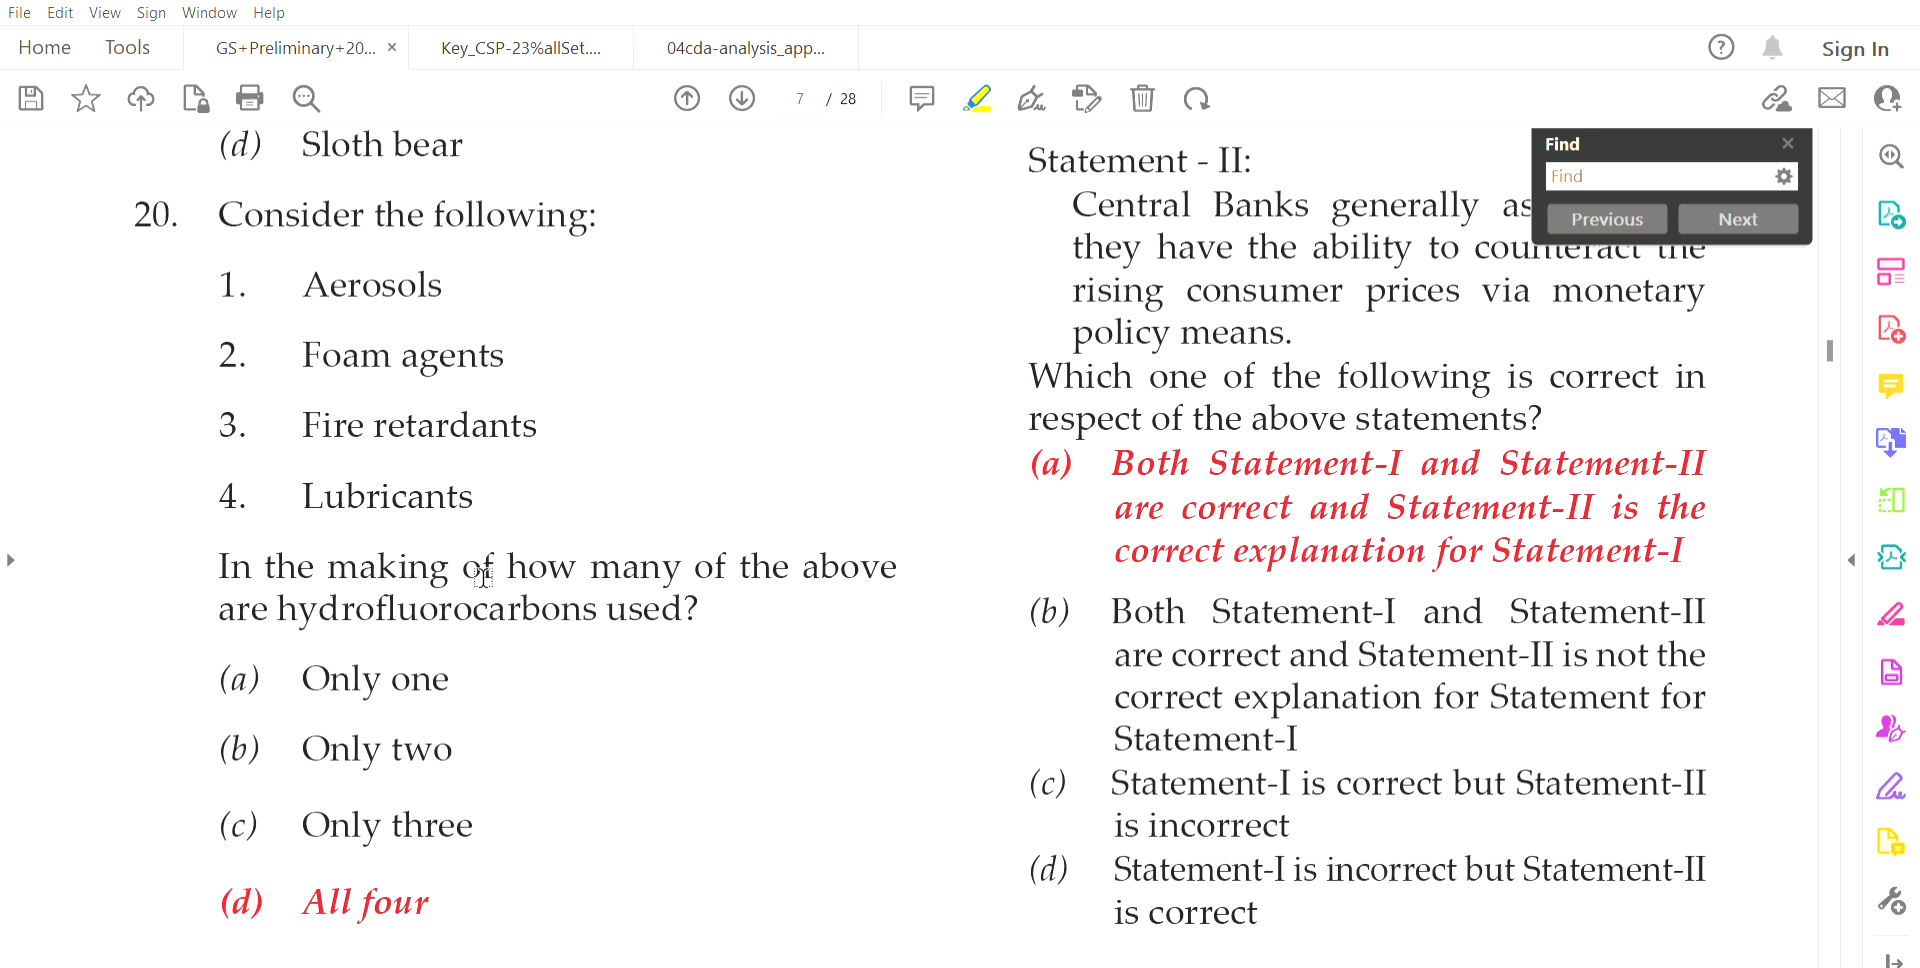 File Edit View Sign Window Help
Home Tools GS+Preliminary+20... × Key_CSP-23%allSet.... 04cda-analysis_app... Sign In
7 / 28
(d) Sloth bear
20. Consider the following:
1. Aerosols
2. Foam agents
3. Fire retardants
4. Lubricants
In the making of how many of the above
are hydrofluorocarbons used?
(a) Only one
(b) Only two
(c) Only three
(d) All four
Statement - II:
Central Banks generally
they have the ability to counteract the
rising consumer prices via monetary
policy means.
Which one of the following is correct in
respect of the above statements?
(a) Both Statement-I and Statement-II
are correct and Statement-II is the
correct explanation for Statement-I
(b) Both Statement-I and Statement-II
are correct and Statement-II is not the
correct explanation for Statement for
Statement-I
(c) Statement-I is correct but Statement-II
is incorrect
(d) Statement-I is incorrect but Statement-II
is correct
Find
Find
Previous Next